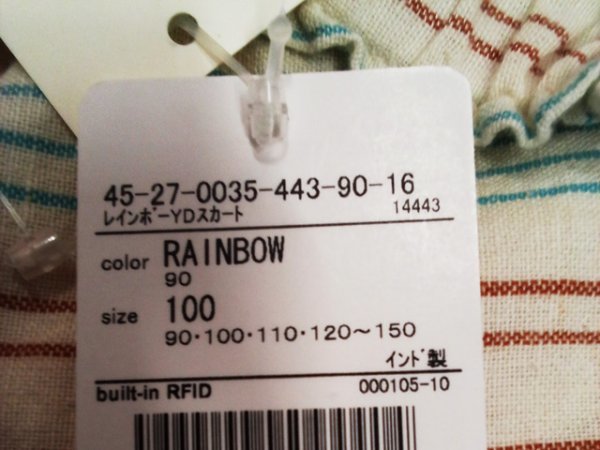 45-27-0035-443-90-16
レインボーYDスカート 14443
color RAINBOW
90
size 100
90・100・110・120〜150
インド製
built-in RFID 000105-10